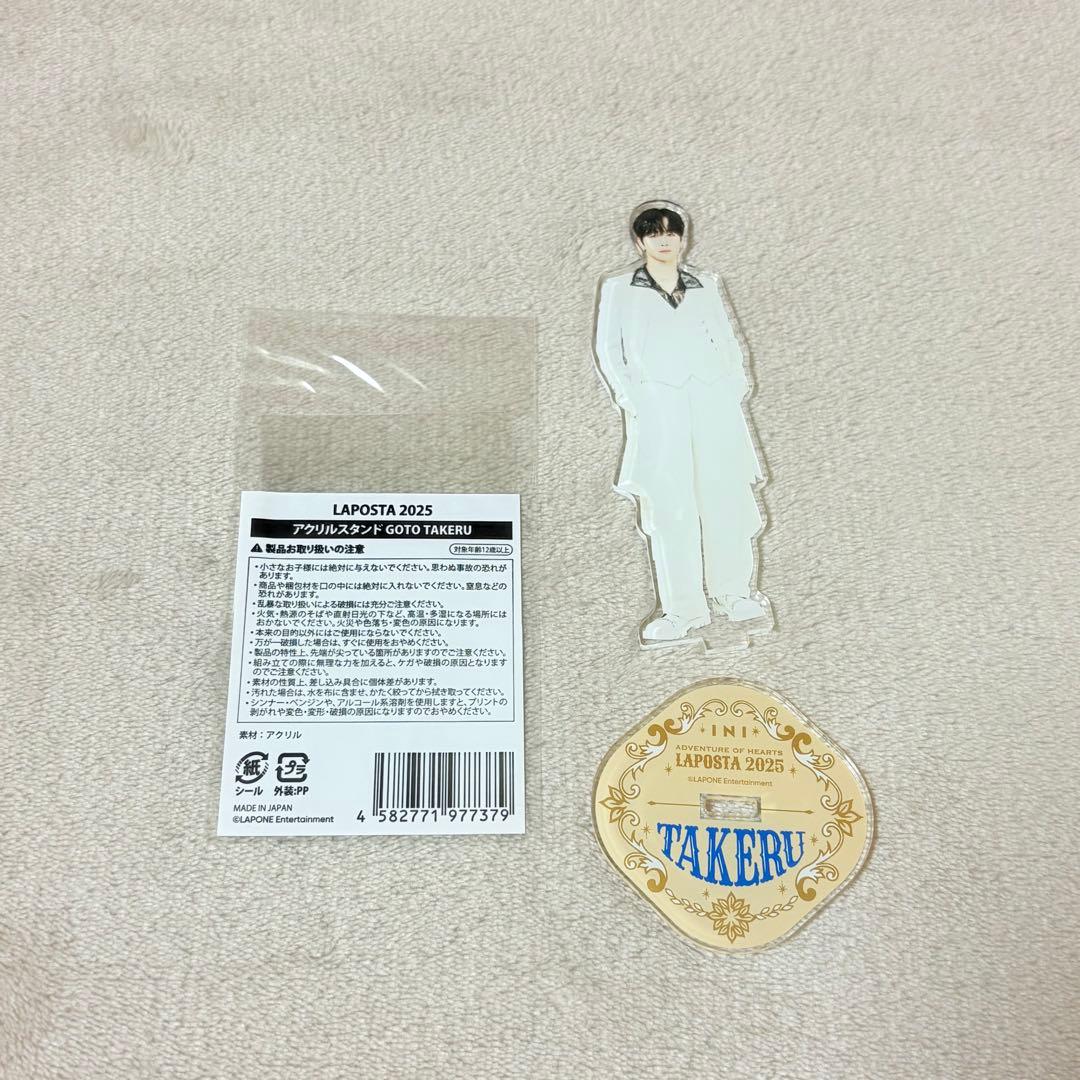 LAPOSTA 2025
アクリルスタンド GOTO TAKERU
製品お取り扱いの注意
対象年齢12歳以上
・小さなお子様には絶対に与えないでください。思わぬ事故の恐れが
あります。
・商品や梱包材を口の中には絶対に入れないでください。窒息などの
恐れがあります。
・乱暴な取り扱いによる破損には充分ご注意ください。
・火気・熱源のそばや直射日光の下など、高温・多湿になる場所には
おかないでください。火災や色落ち・変色の原因になります。
・本来の目的以外にはご使用にならないでください。
・万が一破損した場合は、すぐに使用をおやめください。
・製品の特性上、先端が尖っている箇所がありますのでご注意ください。
・組み立ての際に無理な力を加えると、ケガや破損の原因となります
のでご注意ください。
・素材の性質上、差し込み具合に個体差があります。
・汚れた場合は、水を布に含ませ、かたく絞ってから拭き取ってください。
・シンナー・ベンジンや、アルコール系溶剤を使用しますと、プリントの
剥がれや変色・変形・破損の原因になりますのでおやめください。
素材：アクリル
紙
シール
プラ
外装:PP
MADE IN JAPAN
©LAPONE Entertainment
4 582771 977379
INI
ADVENTURE OF HEARTS
LAPOSTA 2025
©LAPONE Entertainment
TAKERU